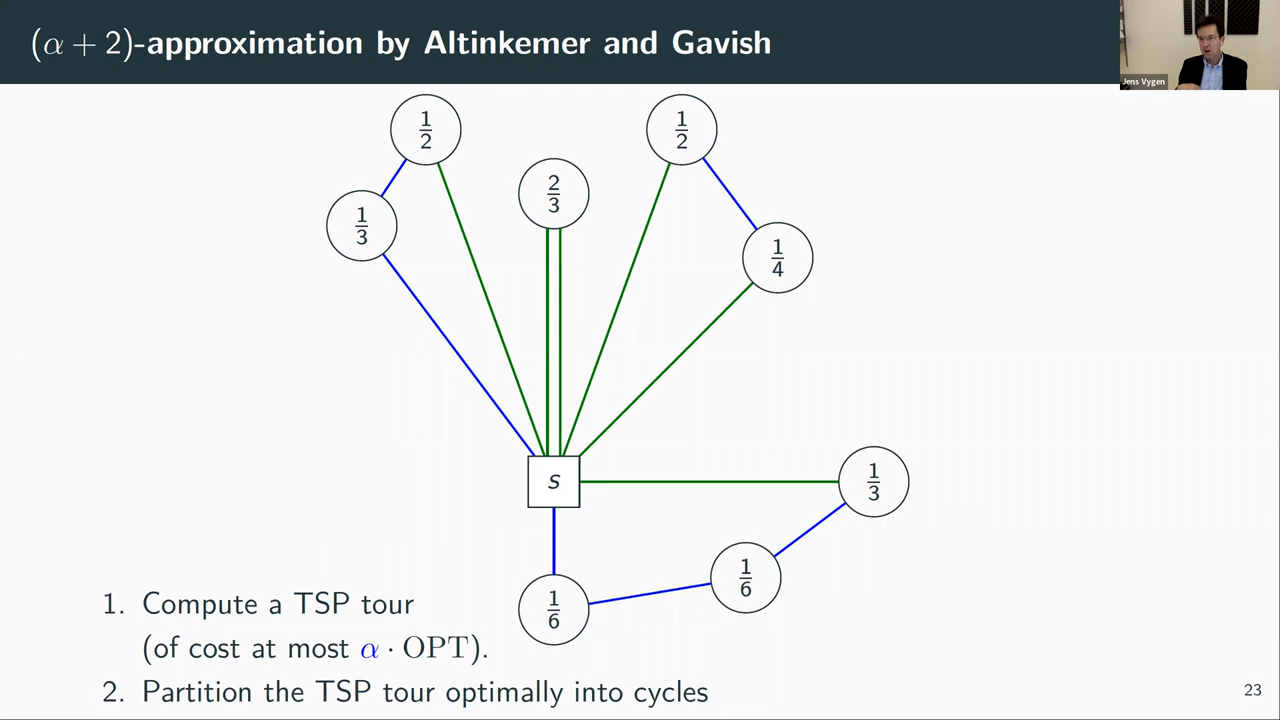 (α + 2)-approximation by Altinkemer and Gavish
Jens Vygen
1/2
1/2
2/3
1/3
1/4
s
1/3
1/6
1/6
1. Compute a TSP tour
(of cost at most α · OPT).
2. Partition the TSP tour optimally into cycles
23